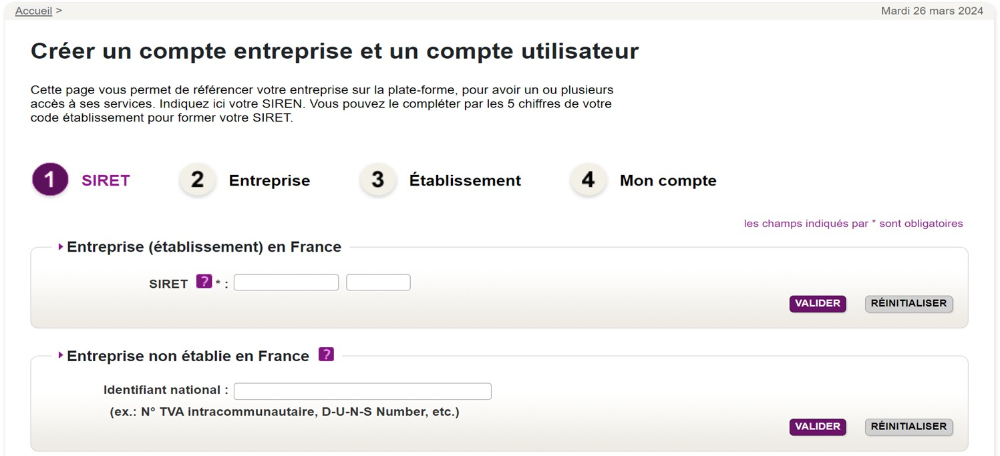 Accueil >
Mardi 26 mars 2024
Créer un compte entreprise et un compte utilisateur
Cette page vous permet de référencer votre entreprise sur la plate-forme, pour avoir un ou plusieurs
accès à ses services. Indiquez ici votre SIREN. Vous pouvez le compléter par les 5 chiffres de votre
code établissement pour former votre SIRET.
1 SIRET 2 Entreprise 3 Établissement 4 Mon compte
les champs indiqués par * sont obligatoires
Entreprise (établissement) en France
SIRET ? * :
VALIDER RÉINITIALISER
Entreprise non établie en France ?
Identifiant national :
(ex.: N° TVA intracommunautaire, D-U-N-S Number, etc.)
VALIDER RÉINITIALISER